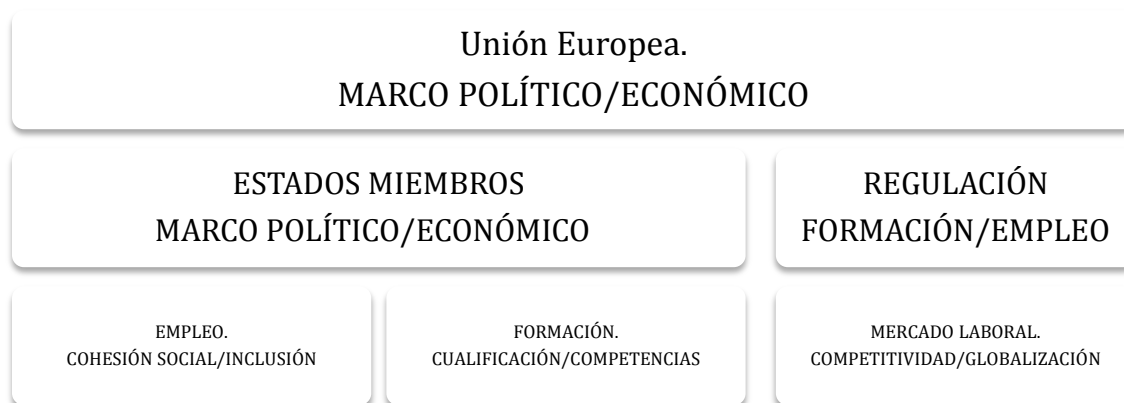 Unión Europea.
MARCO POLÍTICO/ECONÓMICO
ESTADOS MIEMBROS
MARCO POLÍTICO/ECONÓMICO
REGULACIÓN
FORMACIÓN/EMPLEO
EMPLEO.
COHESIÓN SOCIAL/INCLUSIÓN
FORMACIÓN.
CUALIFICACIÓN/COMPETENCIAS
MERCADO LABORAL.
COMPETITIVIDAD/GLOBALIZACIÓN